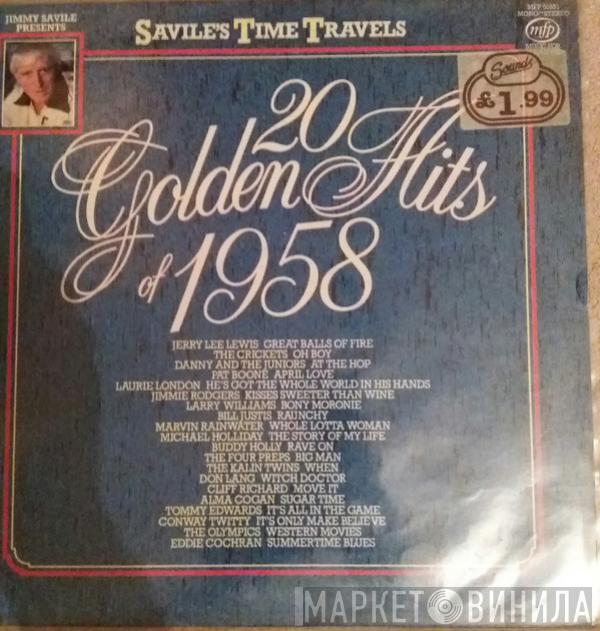 JIMMY SAVILE
PRESENTS
SAVILE'S TIME TRAVELS
MONO/STEREO
mfp
MUSIC FOR
Sounds
£1.99
20
Golden Hits
of 1958
JERRY LEE LEWIS GREAT BALLS OF FIRE
THE CRICKETS OH BOY
DANNY AND THE JUNIORS AT THE HOP
PAT BOONE APRIL LOVE
LAURIE LONDON HE'S GOT THE WHOLE WORLD IN HIS HANDS
JIMMIE RODGERS KISSES SWEETER THAN WINE
LARRY WILLIAMS BONY MORONIE
BILL JUSTIS RAUNCHY
MARVIN RAINWATER WHOLE LOTTA WOMAN
MICHAEL HOLLIDAY THE STORY OF MY LIFE
BUDDY HOLLY RAVE ON
THE FOUR PREPS BIG MAN
THE KALIN TWINS WHEN
DON LANG WITCH DOCTOR
CLIFF RICHARD MOVE IT
ALMA COGAN SUGAR TIME
TOMMY EDWARDS IT'S ALL IN THE GAME
CONWAY TWITTY IT'S ONLY MAKE BELIEVE
THE OLYMPICS WESTERN MOVIES
EDDIE COCHRAN SUMMERTIME BLUES
МАРКЕТ ВИНИЛА